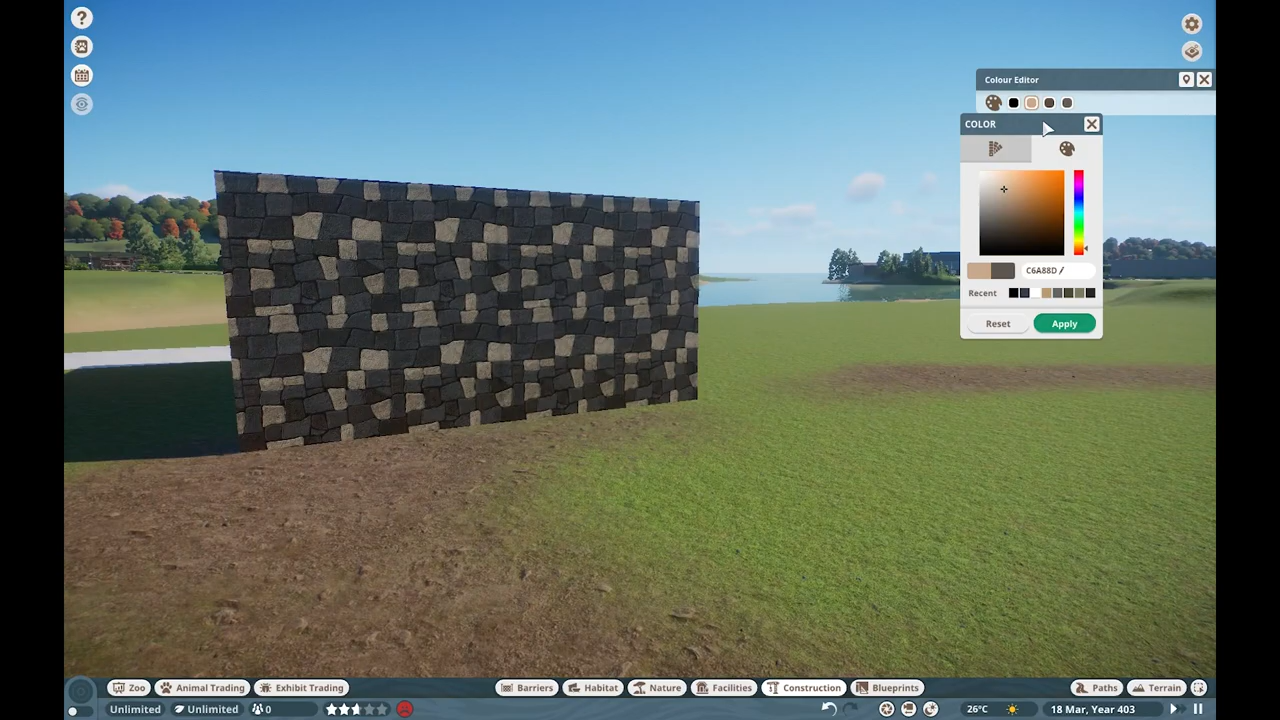 ?
Colour Editor
COLOR
C6A88D
Recent
Reset
Apply
Zoo
Animal Trading
Exhibit Trading
Barriers
Habitat
Nature
Facilities
Construction
Blueprints
Paths
Terrain
Unlimited
Unlimited
0
26°C
18 Mar, Year 403